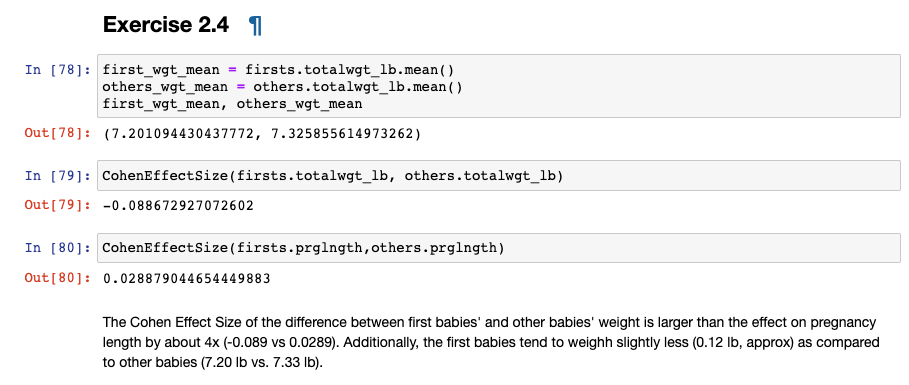 Exercise 2.4 ¶
In [78]: first_wgt_mean = firsts.totalwgt_lb.mean()
others_wgt_mean = others.totalwgt_lb.mean()
first_wgt_mean, others_wgt_mean
Out[78]: (7.201094430437772, 7.325855614973262)
In [79]: CohenEffectSize(firsts.totalwgt_lb, others.totalwgt_lb)
Out[79]: -0.088672927072602
In [80]: CohenEffectSize(firsts.prglngth,others.prglngth)
Out[80]: 0.028879044654449883
The Cohen Effect Size of the difference between first babies' and other babies' weight is larger than the effect on pregnancy
length by about 4x (-0.089 vs 0.0289). Additionally, the first babies tend to weighh slightly less (0.12 lb, approx) as compared
to other babies (7.20 lb vs. 7.33 lb).